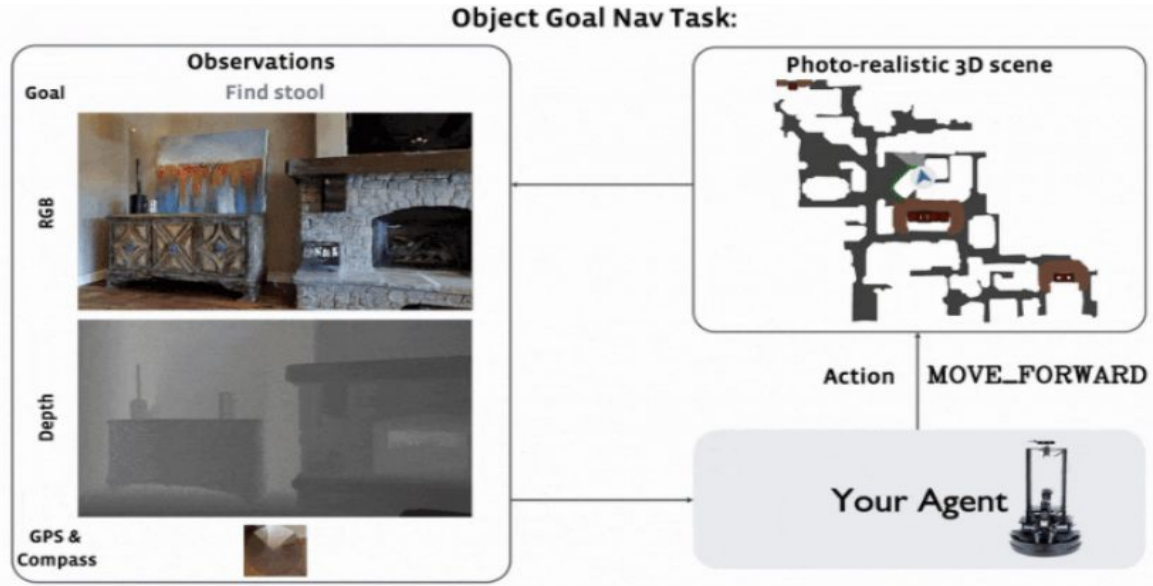 Object Goal Nav Task:
Observations
Goal
Find stool
RGB
Depth
GPS &
Compass
Photo-realistic 3D scene
Action
MOVE_FORWARD
Your Agent